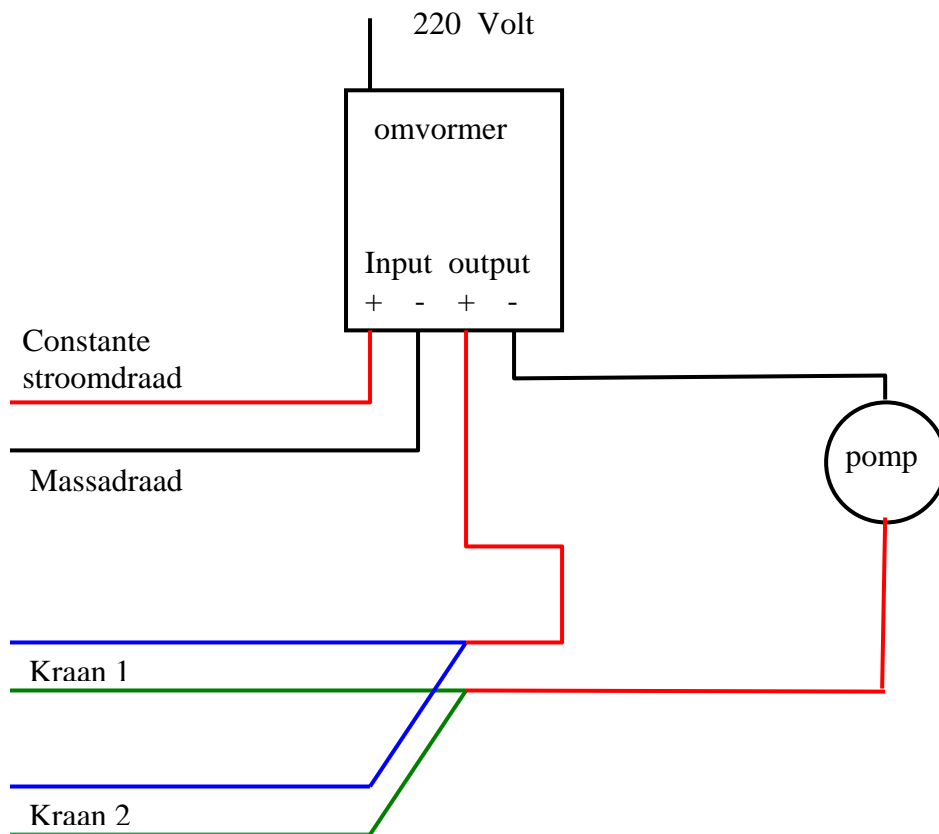 220 Volt
omvormer
Input output
+ - + -
Constante
stroomdraad
pomp
Massadraad
Kraan 1
Kraan 2